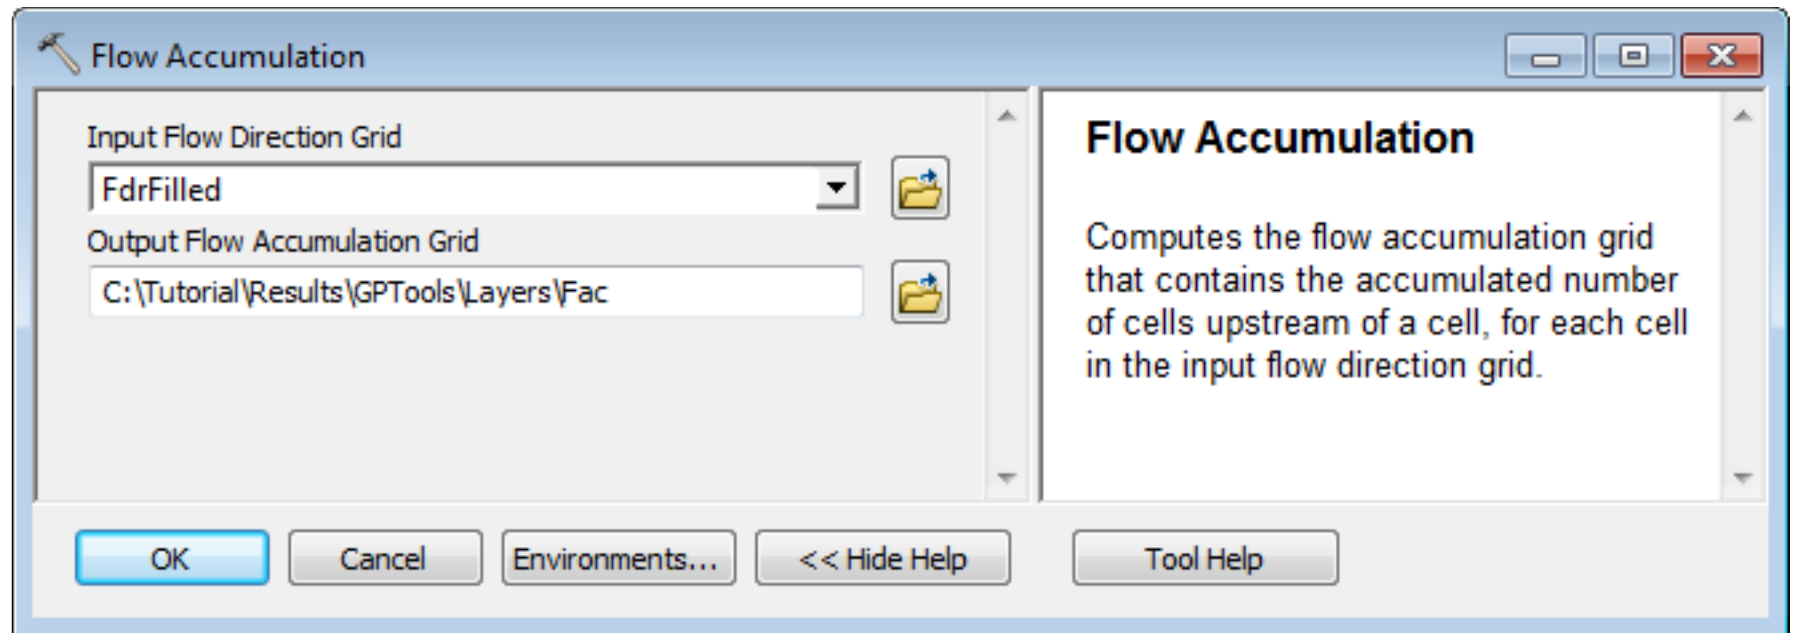 Flow Accumulation
Input Flow Direction Grid
FdrFilled
Output Flow Accumulation Grid
C:\Tutorial\Results\GPTools\Layers\Fac
Flow Accumulation
Computes the flow accumulation grid
that contains the accumulated number
of cells upstream of a cell, for each cell
in the input flow direction grid.
OK
Cancel
Environments...
<< Hide Help
Tool Help